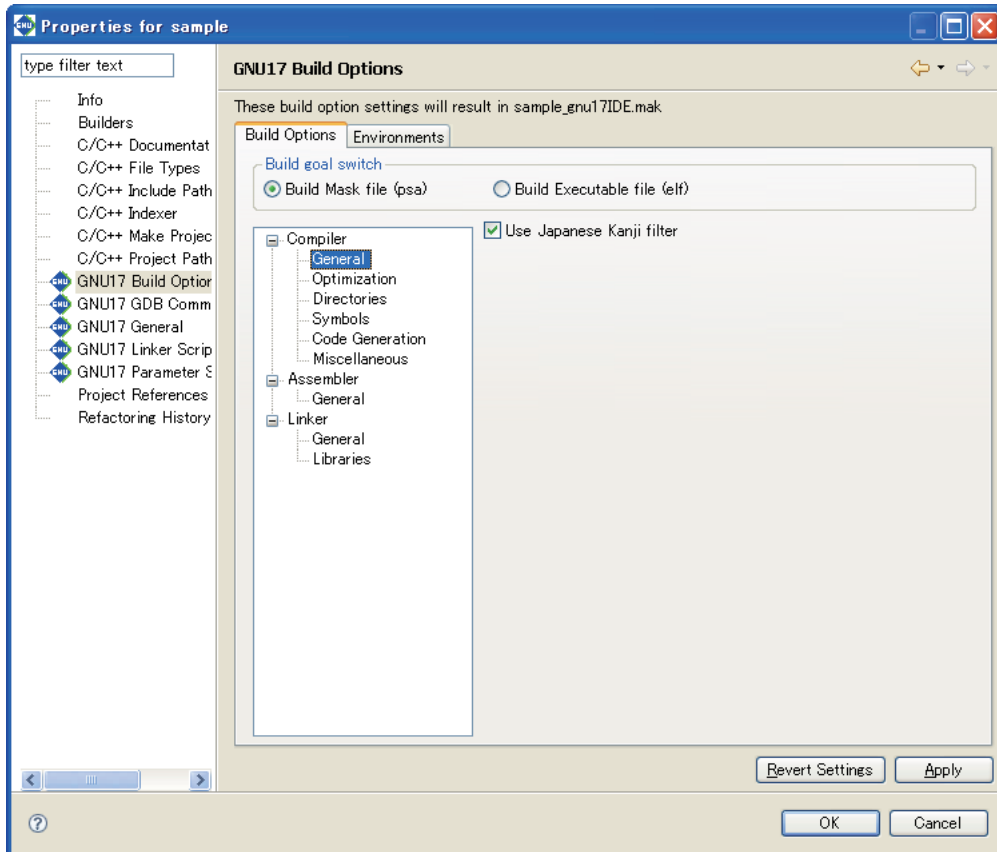 Properties for sample
type filter text
Info
Builders
C/C++ Documentat
C/C++ File Types
C/C++ Include Path
C/C++ Indexer
C/C++ Make Projec
C/C++ Project Path
GNU17 Build Option
GNU17 GDB Comm
GNU17 General
GNU17 Linker Scrip
GNU17 Parameter S
Project References
Refactoring History
GNU17 Build Options
These build option settings will result in sample_gnu17IDE.mak
Build Options Environments
Build goal switch
Build Mask file (psa) Build Executable file (elf)
Compiler
General
Optimization
Directories
Symbols
Code Generation
Miscellaneous
Assembler
General
Linker
General
Libraries
Use Japanese Kanji filter
Revert Settings Apply
OK Cancel